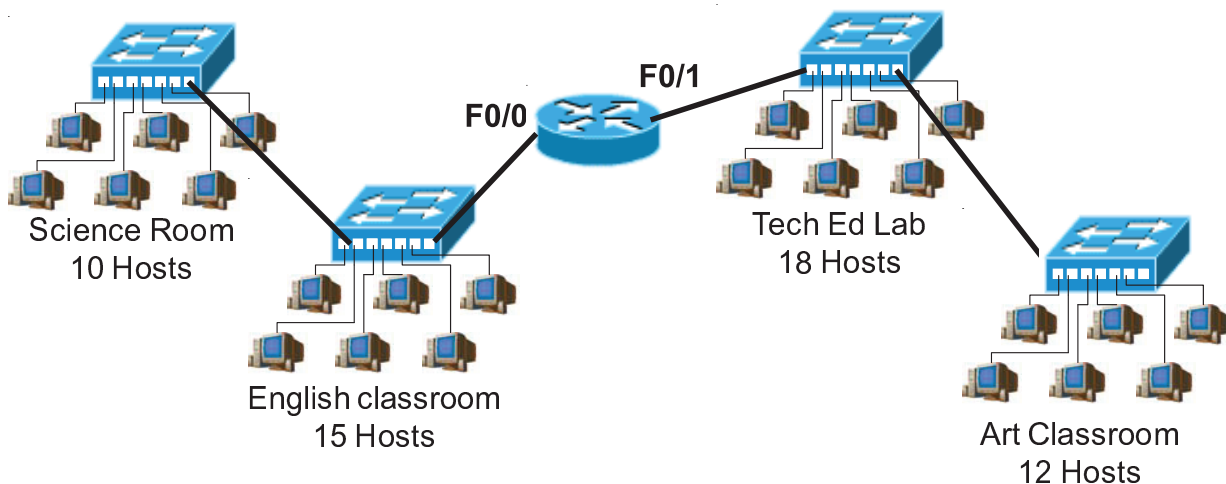 F0/1
F0/0
Science Room
10 Hosts
Tech Ed Lab
18 Hosts
English classroom
15 Hosts
Art Classroom
12 Hosts